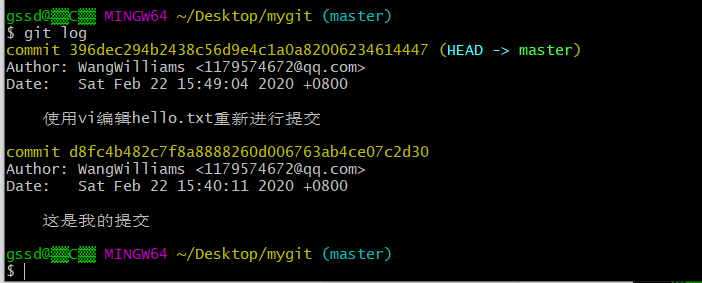 gssd@▒▒C▒▒ MINGW64 ~/Desktop/mygit (master)
$ git log
commit 396dec294b2438c56d9e4c1a0a82006234614447 (HEAD -> master)
Author: WangWilliams <1179574672@qq.com>
Date:   Sat Feb 22 15:49:04 2020 +0800
使用vi编辑hello.txt重新进行提交
commit d8fc4b482c7f8a8888260d006763ab4ce07c2d30
Author: WangWilliams <1179574672@qq.com>
Date:   Sat Feb 22 15:40:11 2020 +0800
这是我的提交
gssd@▒▒C▒▒ MINGW64 ~/Desktop/mygit (master)
$